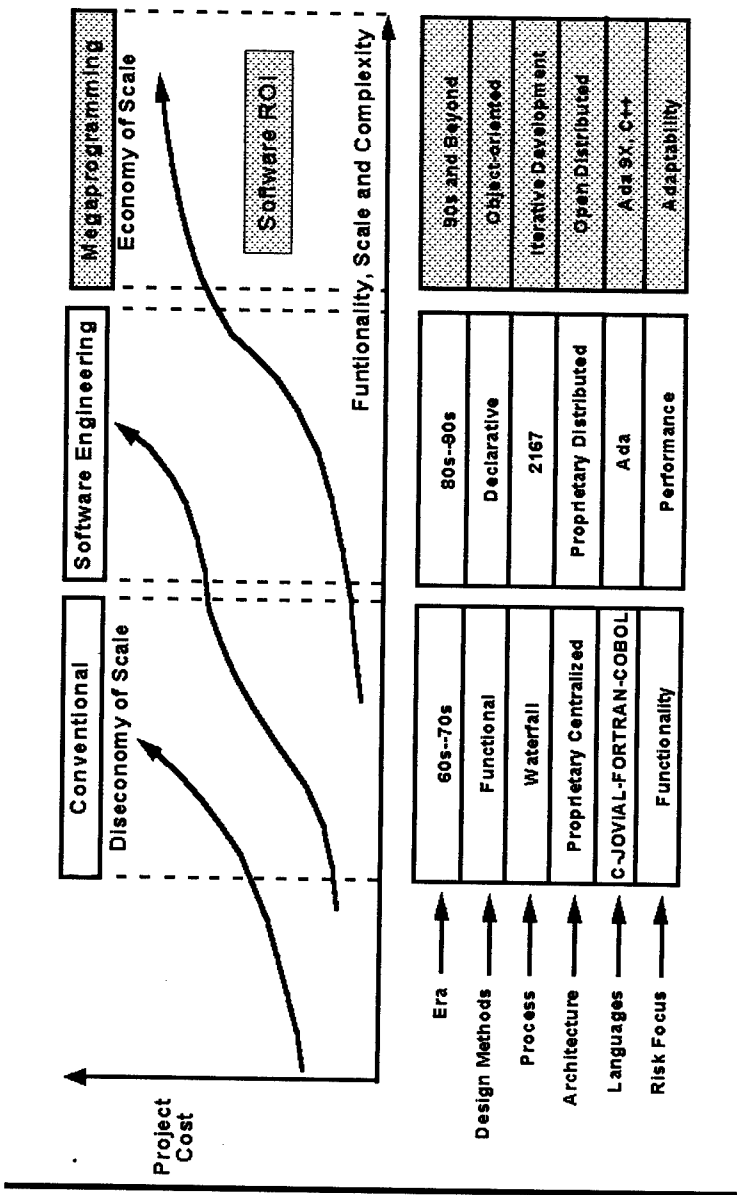 Conventional
Software Engineering
Megaprogramming
Diseconomy of Scale
Economy of Scale
Project
Cost
Software ROI
Funtionality, Scale and Complexity
Era
60s--70s
80s--90s
90s and Beyond
Design Methods
Functional
Declarative
Object-oriented
Process
Waterfall
2167
Iterative Development
Architecture
Proprietary Centralized
Proprietary Distributed
Open Distributed
Languages
C-JOVIAL-FORTRAN-COBOL
Ada
Ada 9X, C++
Risk Focus
Functionality
Performance
Adaptability